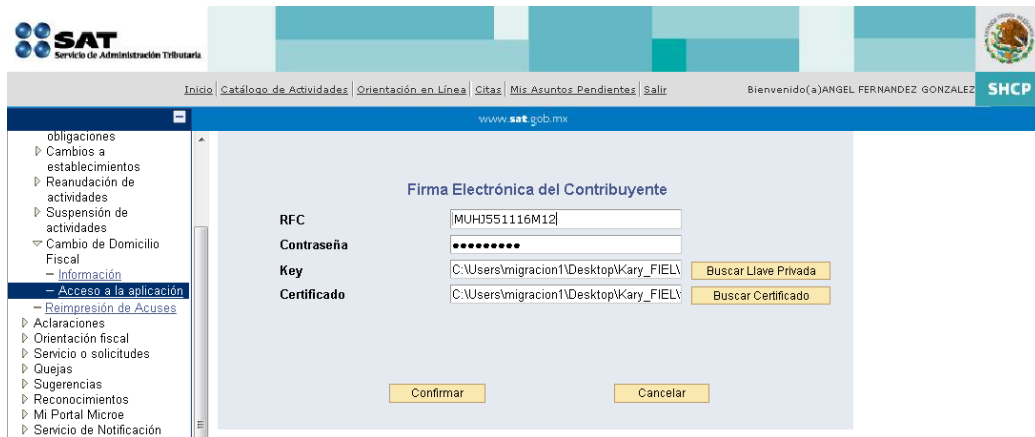 SAT
Servicio de Administración Tributaria
Inicio | Catálogo de Actividades | Orientación en Línea | Citas | Mis Asuntos Pendientes | Salir
Bienvenido(a)ANGEL FERNANDEZ GONZALEZ
SHCP
www.sat.gob.mx
obligaciones
Cambios a
establecimientos
Reanudación de
actividades
Suspensión de
actividades
Cambio de Domicilio
Fiscal
Información
Acceso a la aplicación
Reimpresión de Acuses
Aclaraciones
Orientación fiscal
Servicio o solicitudes
Quejas
Sugerencias
Reconocimientos
Mi Portal Microe
Servicio de Notificación
Firma Electrónica del Contribuyente
RFC MUHJ551116M12
Contraseña •••••••••
Key C:\Users\migracion1\Desktop\Kary_FIEL\ Buscar Llave Privada
Certificado C:\Users\migracion1\Desktop\Kary_FIEL\ Buscar Certificado
Confirmar Cancelar